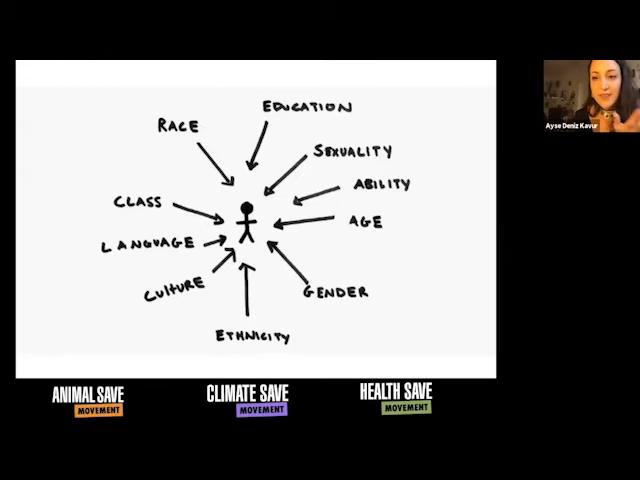 EDUCATION
RACE
SEXUALITY
ABILITY
CLASS
AGE
LANGUAGE
CULTURE
GENDER
ETHNICITY
Ayse Deniz Kavur
ANIMAL SAVE
MOVEMENT
CLIMATE SAVE
MOVEMENT
HEALTH SAVE
MOVEMENT